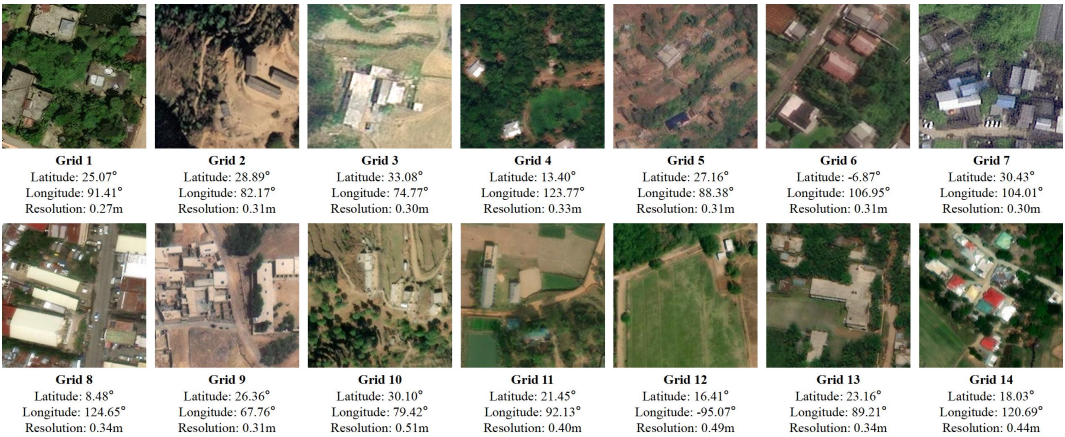 Grid 1
Latitude: 25.07°
Longitude: 91.41°
Resolution: 0.27m
Grid 2
Latitude: 28.89°
Longitude: 82.17°
Resolution: 0.31m
Grid 3
Latitude: 33.08°
Longitude: 74.77°
Resolution: 0.30m
Grid 4
Latitude: 13.40°
Longitude: 123.77°
Resolution: 0.33m
Grid 5
Latitude: 27.16°
Longitude: 88.38°
Resolution: 0.31m
Grid 6
Latitude: -6.87°
Longitude: 106.95°
Resolution: 0.31m
Grid 7
Latitude: 30.43°
Longitude: 104.01°
Resolution: 0.30m
Grid 8
Latitude: 8.48°
Longitude: 124.65°
Resolution: 0.34m
Grid 9
Latitude: 26.36°
Longitude: 67.76°
Resolution: 0.31m
Grid 10
Latitude: 30.10°
Longitude: 79.42°
Resolution: 0.51m
Grid 11
Latitude: 21.45°
Longitude: 92.13°
Resolution: 0.40m
Grid 12
Latitude: 16.41°
Longitude: -95.07°
Resolution: 0.49m
Grid 13
Latitude: 23.16°
Longitude: 89.21°
Resolution: 0.34m
Grid 14
Latitude: 18.03°
Longitude: 120.69°
Resolution: 0.44m